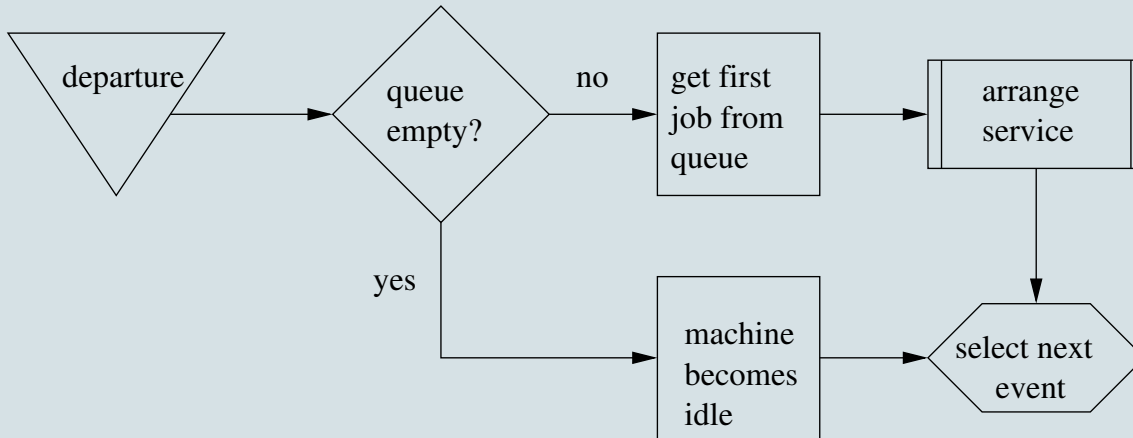 departure
queue
empty?
no
get first
job from
queue
arrange
service
yes
machine
becomes
idle
select next
event